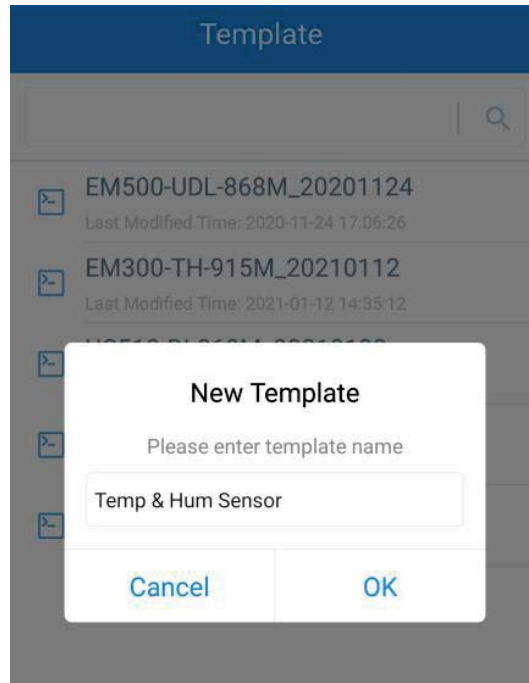 Template
EM500-UDL-868M_20201124
Last Modified Time: 2020-11-24 17:06:26
EM300-TH-915M_20210112
Last Modified Time: 2021-01-12 14:35:12
New Template
Please enter template name
Temp & Hum Sensor
Cancel
OK